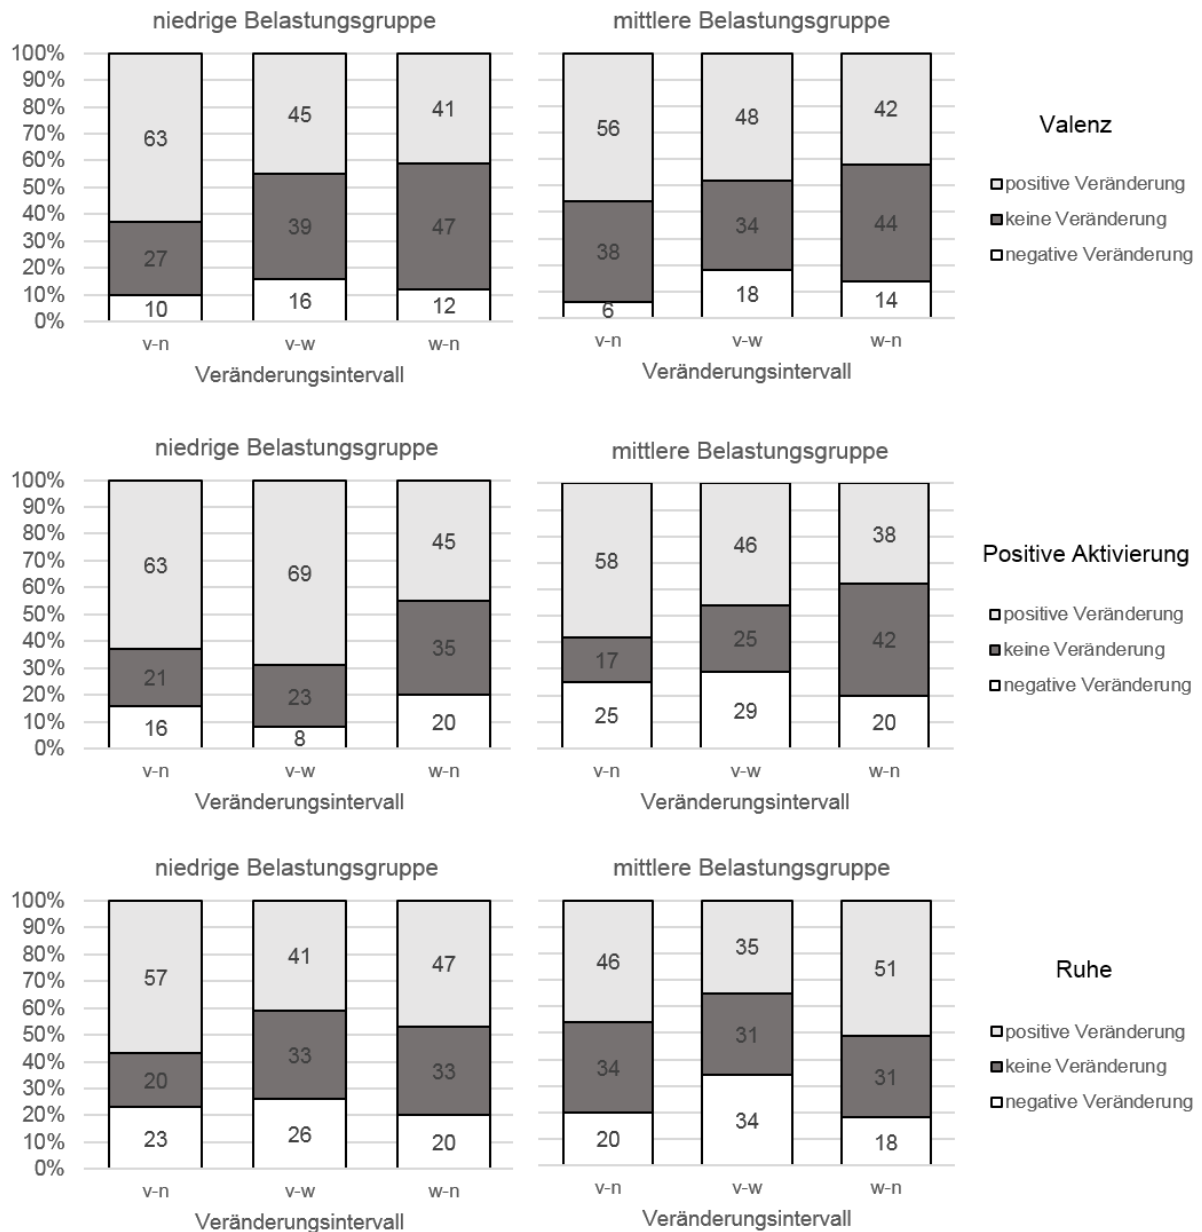 niedrige Belastungsgruppe
100%
90%
80%
70%
60%
50%
40%
30%
20%
10%
0%
63
27
10
45
39
16
41
47
12
v-n v-w w-n
Veränderungsintervall
mittlere Belastungsgruppe
56
38
6
48
34
18
42
44
14
v-n v-w w-n
Veränderungsintervall
Valenz
positive Veränderung
keine Veränderung
negative Veränderung
niedrige Belastungsgruppe
100%
90%
80%
70%
60%
50%
40%
30%
20%
10%
0%
63
21
16
69
23
8
45
35
20
v-n v-w w-n
Veränderungsintervall
mittlere Belastungsgruppe
58
17
25
46
25
29
38
42
20
v-n v-w w-n
Veränderungsintervall
Positive Aktivierung
positive Veränderung
keine Veränderung
negative Veränderung
niedrige Belastungsgruppe
100%
90%
80%
70%
60%
50%
40%
30%
20%
10%
0%
57
20
23
41
33
26
47
33
20
v-n v-w w-n
Veränderungsintervall
mittlere Belastungsgruppe
46
34
20
35
31
34
51
31
18
v-n v-w w-n
Veränderungsintervall
Ruhe
positive Veränderung
keine Veränderung
negative Veränderung